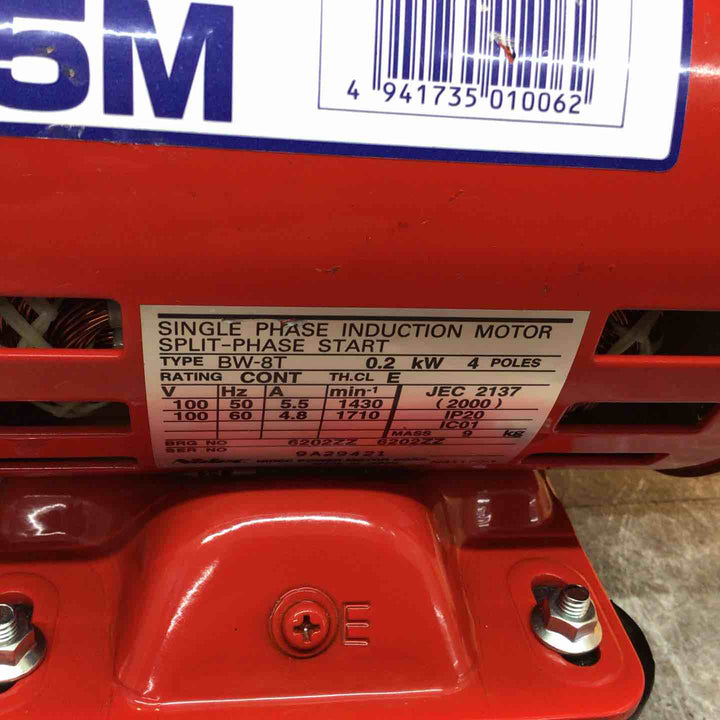 5M
4 941735 010062
SINGLE PHASE INDUCTION MOTOR
SPLIT-PHASE START
TYPE BW-8T 0.2 kW 4 POLES
RATING CONT TH.CL E
V Hz A min-1 JEC 2137
100 50 5.5 1430 (2000)
100 60 4.8 1710 IP20
IC01
MASS 9 kg
BRG NO 6202ZZ 6202ZZ
SER NO 9A29421
E